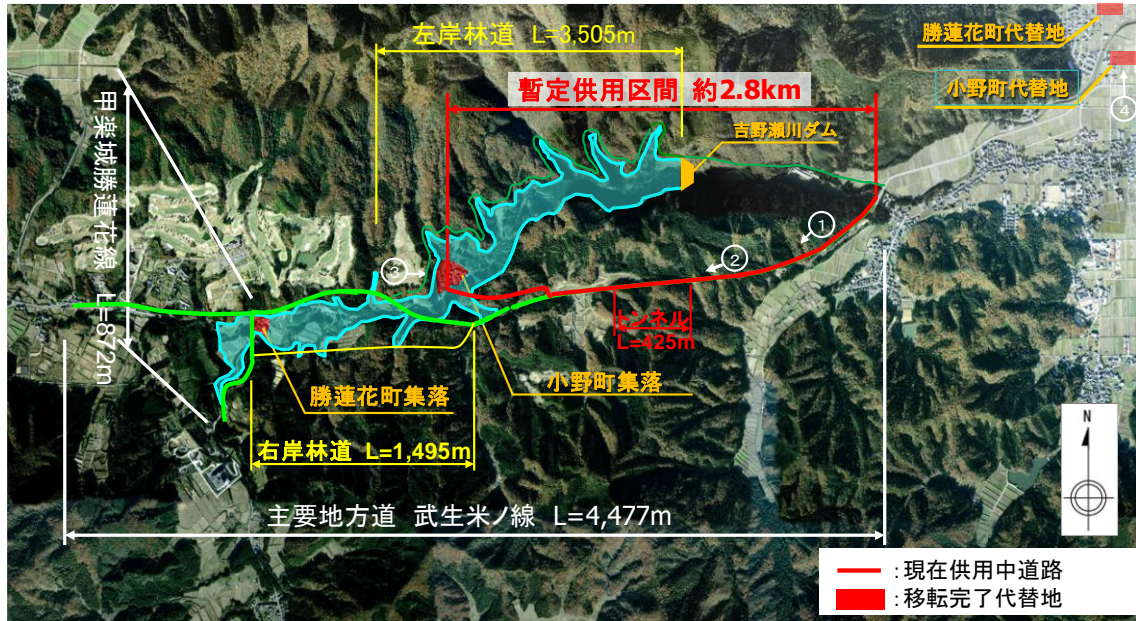 左岸林道 L=3,505m
勝蓮花町代替地
暫定供用区間 約2.8km
小野町代替地
④
吉野瀬川ダム
甲楽城勝蓮花線 L=872m
①
②
③
トンネル
L=425m
小野町集落
勝蓮花町集落
右岸林道 L=1,495m
N
主要地方道 武生米ノ線 L=4,477m
:現在供用中道路
:移転完了代替地